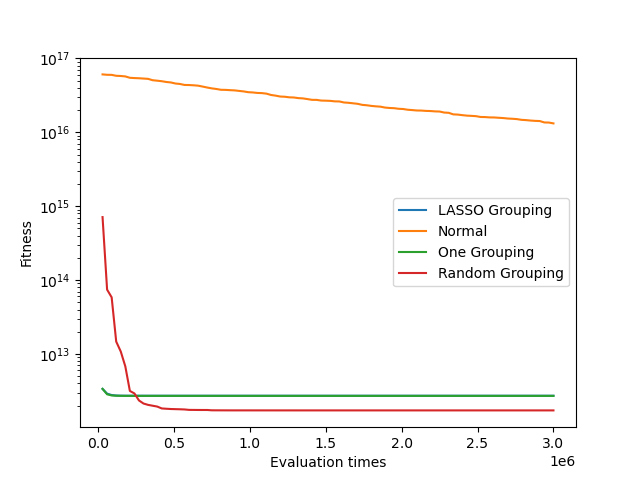 10^17
10^16
10^15
10^14
10^13
Fitness
LASSO Grouping
Normal
One Grouping
Random Grouping
0.0 0.5 1.0 1.5 2.0 2.5 3.0
Evaluation times 1e6